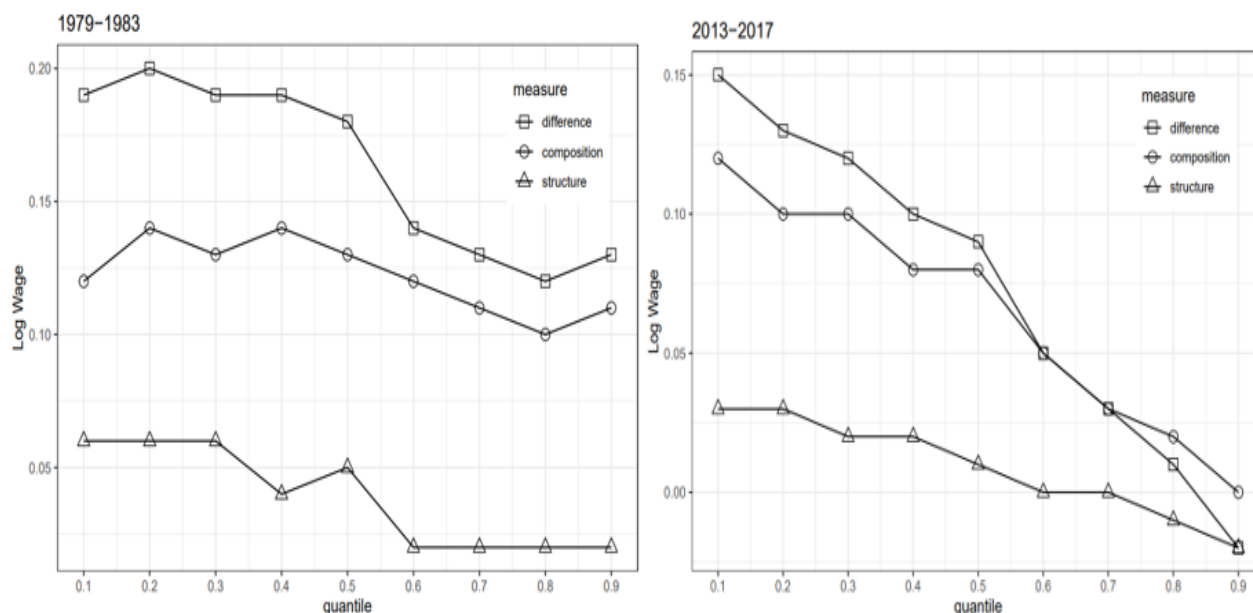 1979−1983
0.20
0.15
0.10
0.05
Log Wage
measure
difference
composition
structure
0.1 0.2 0.3 0.4 0.5 0.6 0.7 0.8 0.9
quantile
2013−2017
0.15
0.10
0.05
0.00
Log Wage
measure
difference
composition
structure
0.1 0.2 0.3 0.4 0.5 0.6 0.7 0.8 0.9
quantile